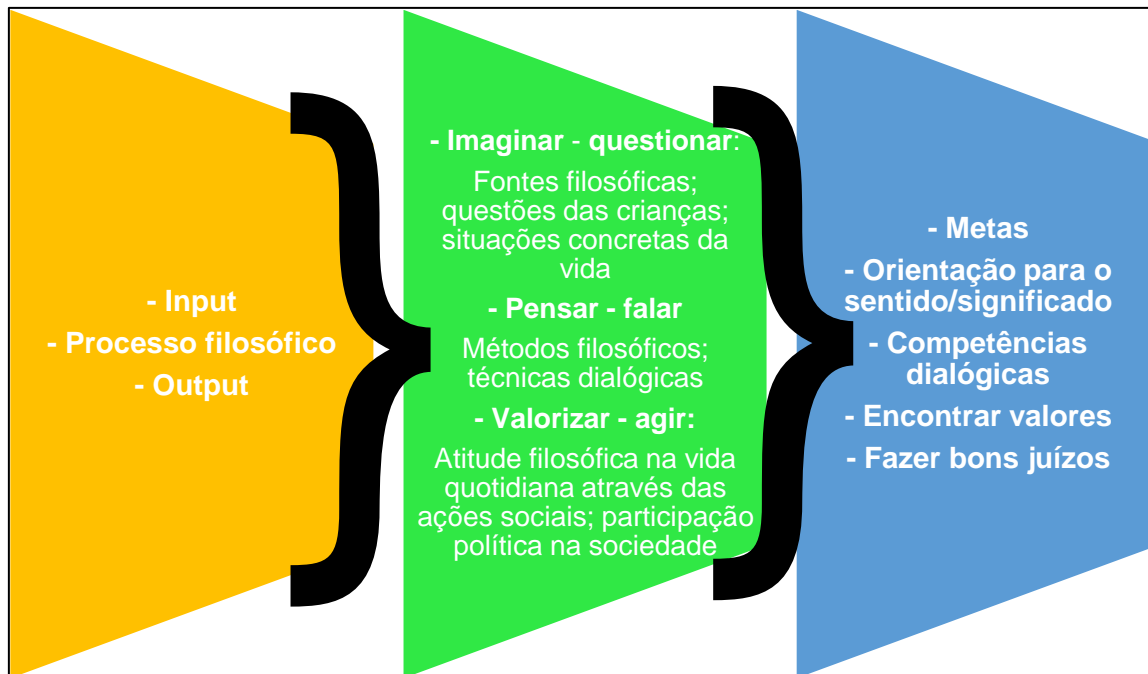 - Input
- Processo filosófico
- Output
- Imaginar - questionar:
Fontes filosóficas;
questões das crianças;
situações concretas da
vida
- Pensar - falar
Métodos filosóficos;
técnicas dialógicas
- Valorizar - agir:
Atitude filosófica na vida
quotidiana através das
ações sociais; participação
política na sociedade
- Metas
- Orientação para o
sentido/significado
- Competências
dialógicas
- Encontrar valores
- Fazer bons juízos